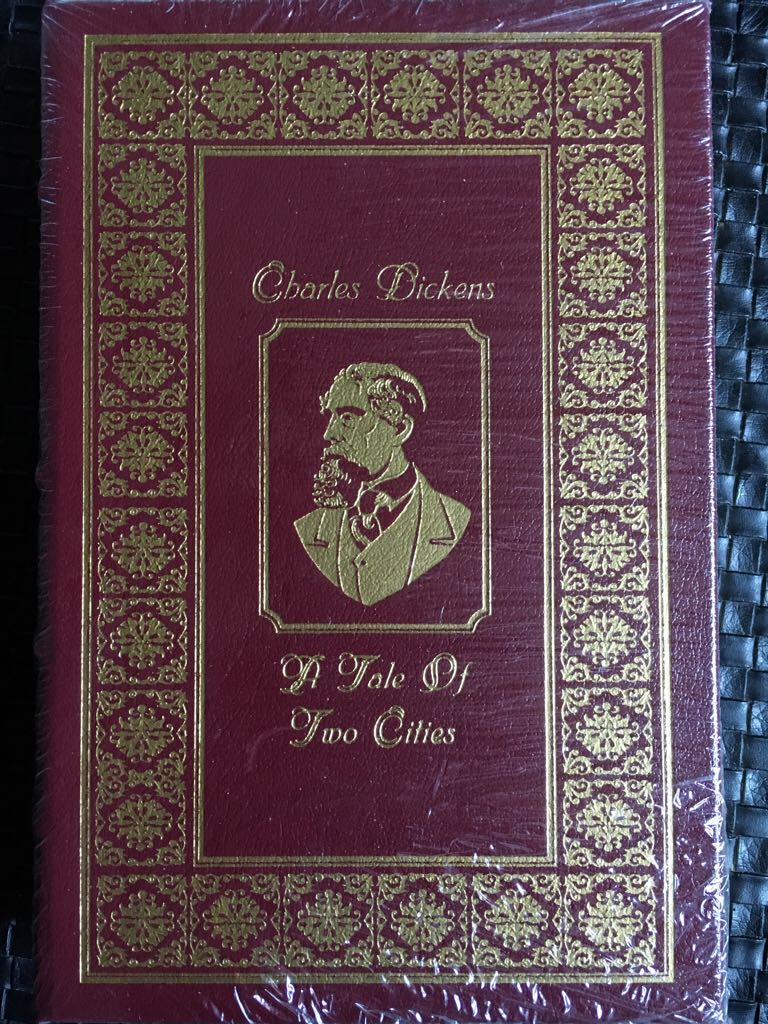 Charles Dickens
A Tale Of
Two Cities